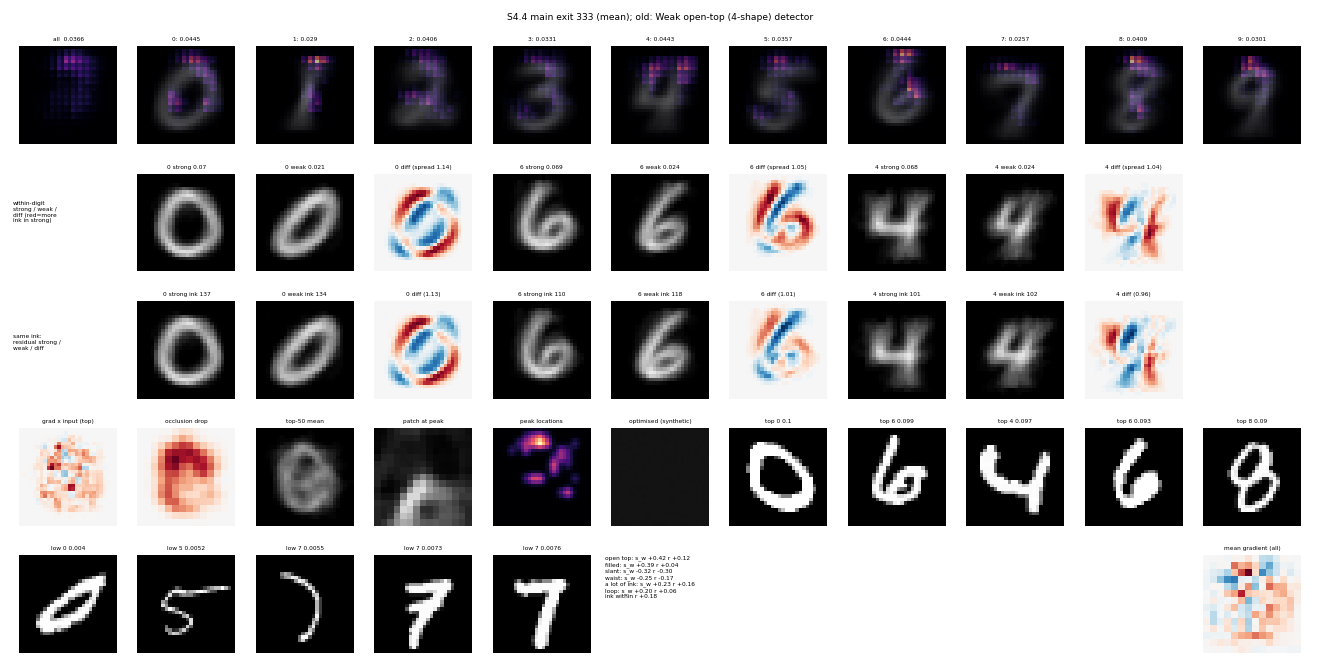 S4.4 main exit 333 (mean); old: Weak open-top (4-shape) detector
all 0.0366
0: 0.0445
1: 0.029
2: 0.0406
3: 0.0331
4: 0.0443
5: 0.0357
6: 0.0444
7: 0.0257
8: 0.0409
9: 0.0301
within-digit
strong / weak /
diff (red=more
ink in strong)
0 strong 0.07
0 weak 0.021
0 diff (spread 1.14)
6 strong 0.069
6 weak 0.024
6 diff (spread 1.05)
4 strong 0.068
4 weak 0.024
4 diff (spread 1.04)
same ink:
residual strong /
weak / diff
0 strong ink 137
0 weak ink 134
0 diff (1.13)
6 strong ink 110
6 weak ink 118
6 diff (1.01)
4 strong ink 101
4 weak ink 102
4 diff (0.96)
grad x input (top)
occlusion drop
top-50 mean
patch at peak
peak locations
optimised (synthetic)
top 0 0.1
top 6 0.099
top 4 0.097
top 6 0.093
top 8 0.09
low 0 0.004
low 5 0.0052
low 7 0.0055
low 7 0.0073
low 7 0.0076
open top: s_w +0.42 r +0.12
filled: s_w +0.39 r +0.04
slant: s_w -0.32 r -0.30
waist: s_w -0.25 r -0.17
a lot of ink: s_w +0.23 r +0.16
loop: s_w +0.20 r +0.06
ink within r +0.18
mean gradient (all)